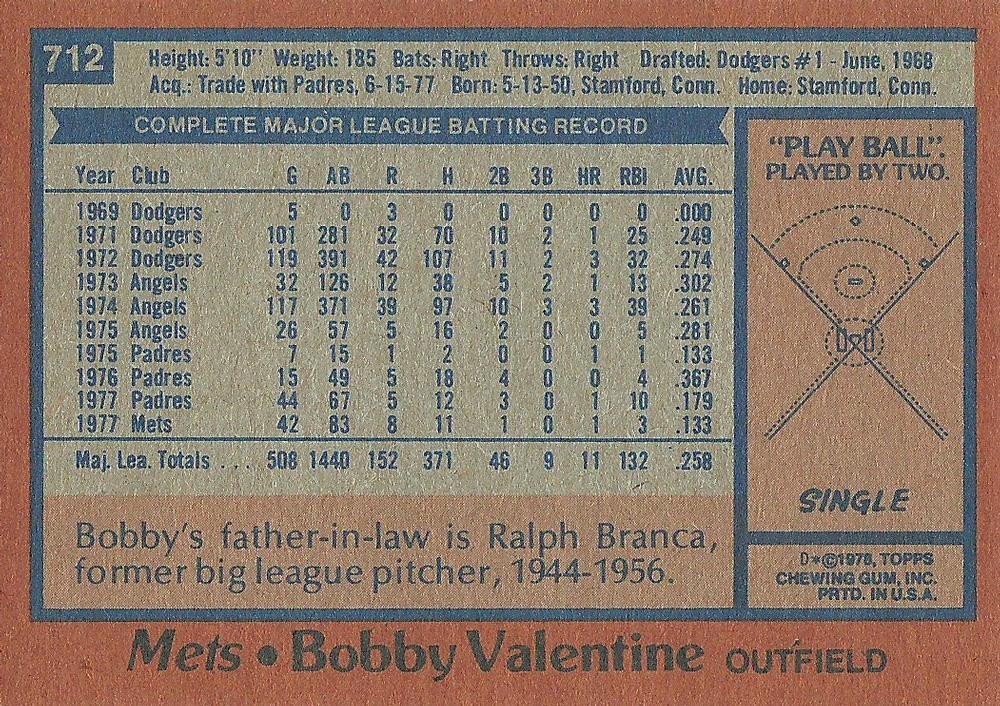 712
Height: 5'10" Weight: 185 Bats: Right Throws: Right Drafted: Dodgers #1 - June, 1968
Acq.: Trade with Padres, 6-15-77 Born: 5-13-50, Stamford, Conn. Home: Stamford, Conn.
COMPLETE MAJOR LEAGUE BATTING RECORD
Year Club G AB R H 2B 3B HR RBI AVG.
1969 Dodgers 5 0 3 0 0 0 0 0 .000
1971 Dodgers 101 281 32 70 10 2 1 25 .249
1972 Dodgers 119 391 42 107 11 2 3 32 .274
1973 Angels 32 126 12 38 5 2 1 13 .302
1974 Angels 117 371 39 97 10 3 3 39 .261
1975 Angels 26 57 5 16 2 0 0 5 .281
1975 Padres 7 15 1 2 0 0 1 1 .133
1976 Padres 15 49 5 18 4 0 0 4 .367
1977 Padres 44 67 5 12 3 0 1 10 .179
1977 Mets 42 83 8 11 1 0 1 3 .133
Maj. Lea. Totals . . . 508 1440 152 371 46 9 11 132 .258
Bobby's father-in-law is Ralph Branca,
former big league pitcher, 1944-1956.
"PLAY BALL".
PLAYED BY TWO.
SINGLE
D*©1978, TOPPS
CHEWING GUM, INC.
PRTD. IN U.S.A.
Mets • Bobby Valentine OUTFIELD